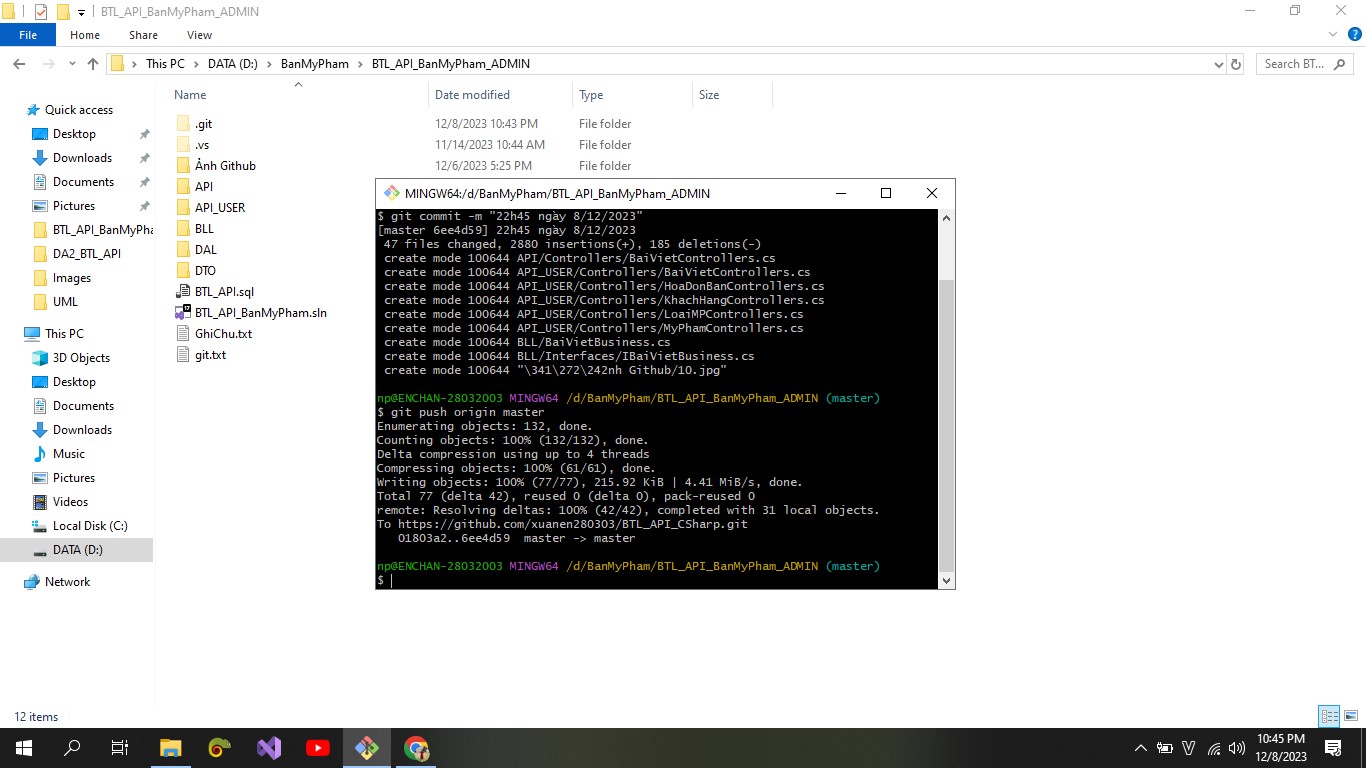 BTL_API_BanMyPham_ADMIN
File Home Share View
This PC DATA (D:) BanMyPham BTL_API_BanMyPham_ADMIN
Search BT...
Name Date modified Type Size
Quick access
Desktop
Downloads
Documents
Pictures
BTL_API_BanMyPha
DA2_BTL_API
Images
UML
This PC
3D Objects
Desktop
Documents
Downloads
Music
Pictures
Videos
Local Disk (C:)
DATA (D:)
Network
.git 12/8/2023 10:43 PM File folder
.vs 11/14/2023 10:44 AM File folder
Ảnh Github 12/6/2023 5:25 PM File folder
API
API_USER
BLL
DAL
DTO
BTL_API.sql
BTL_API_BanMyPham.sln
GhiChu.txt
git.txt
MINGW64:/d/BanMyPham/BTL_API_BanMyPham_ADMIN
$ git commit -m "22h45 ngày 8/12/2023"
[master 6ee4d59] 22h45 ngày 8/12/2023
47 files changed, 2880 insertions(+), 185 deletions(-)
create mode 100644 API/Controllers/BaiVietControllers.cs
create mode 100644 API_USER/Controllers/BaiVietControllers.cs
create mode 100644 API_USER/Controllers/HoaDonBanControllers.cs
create mode 100644 API_USER/Controllers/KhachHangControllers.cs
create mode 100644 API_USER/Controllers/LoaiMPControllers.cs
create mode 100644 API_USER/Controllers/MyPhamControllers.cs
create mode 100644 BLL/BaiVietBusiness.cs
create mode 100644 BLL/Interfaces/IBaiVietBusiness.cs
create mode 100644 "\341\272\242nh Github/10.jpg"
np@ENCHAN-28032003 MINGW64 /d/BanMyPham/BTL_API_BanMyPham_ADMIN (master)
$ git push origin master
Enumerating objects: 132, done.
Counting objects: 100% (132/132), done.
Delta compression using up to 4 threads
Compressing objects: 100% (61/61), done.
Writing objects: 100% (77/77), 215.92 KiB | 4.41 MiB/s, done.
Total 77 (delta 42), reused 0 (delta 0), pack-reused 0
remote: Resolving deltas: 100% (42/42), completed with 31 local objects.
To https://github.com/xuanen280303/BTL_API_CSharp.git
01803a2..6ee4d59 master -> master
np@ENCHAN-28032003 MINGW64 /d/BanMyPham/BTL_API_BanMyPham_ADMIN (master)
$
12 items
10:45 PM
12/8/2023